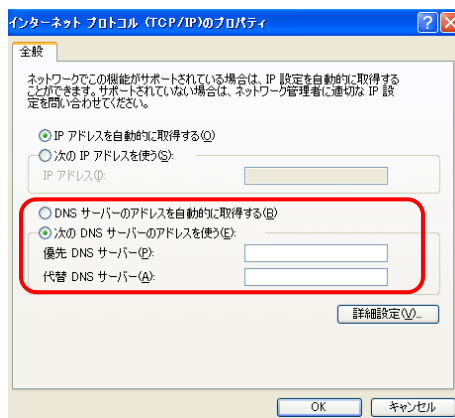 インターネット プロトコル (TCP/IP)のプロパティ
全般
ネットワークでこの機能がサポートされている場合は、IP 設定を自動的に取得する
ことができます。サポートされていない場合は、ネットワーク管理者に適切な IP 設
定を問い合わせてください。
IP アドレスを自動的に取得する(O)
次の IP アドレスを使う(S):
IP アドレス(I):
DNS サーバーのアドレスを自動的に取得する(B)
次の DNS サーバーのアドレスを使う(E):
優先 DNS サーバー(P):
代替 DNS サーバー(A):
詳細設定(V)...
OK
キャンセル